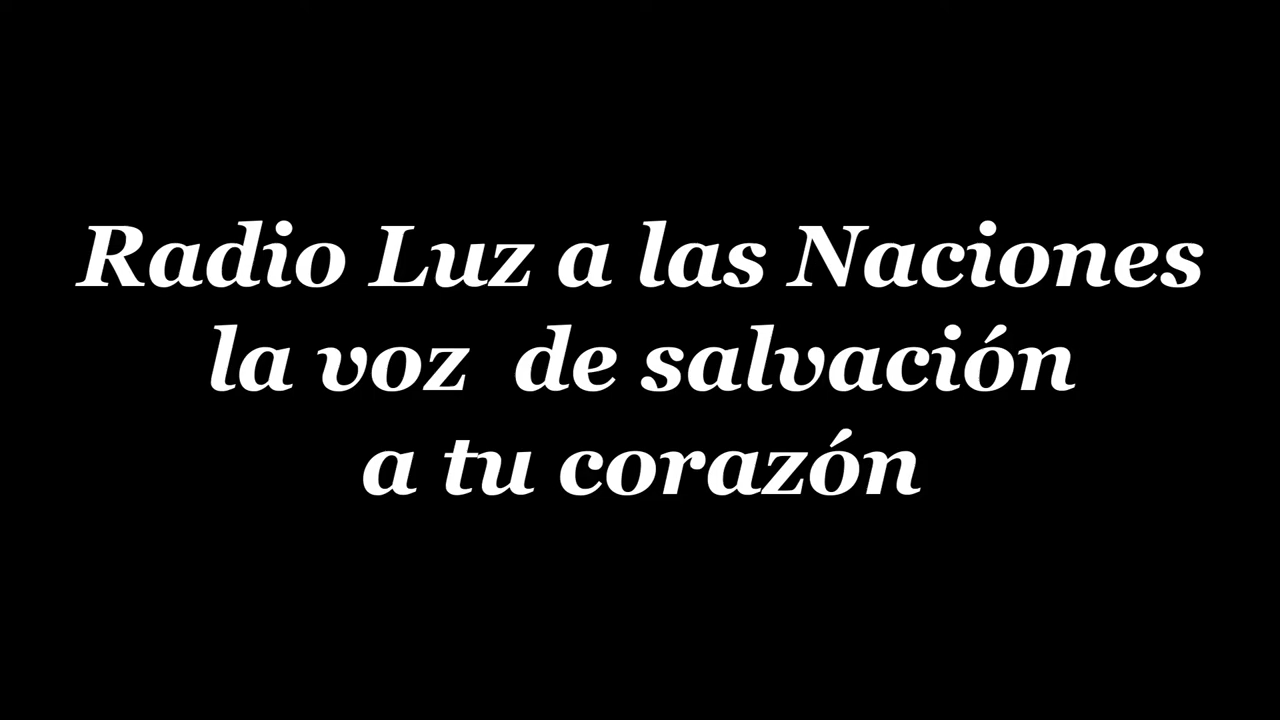 Radio Luz a las Naciones
la voz  de salvación
a tu corazón